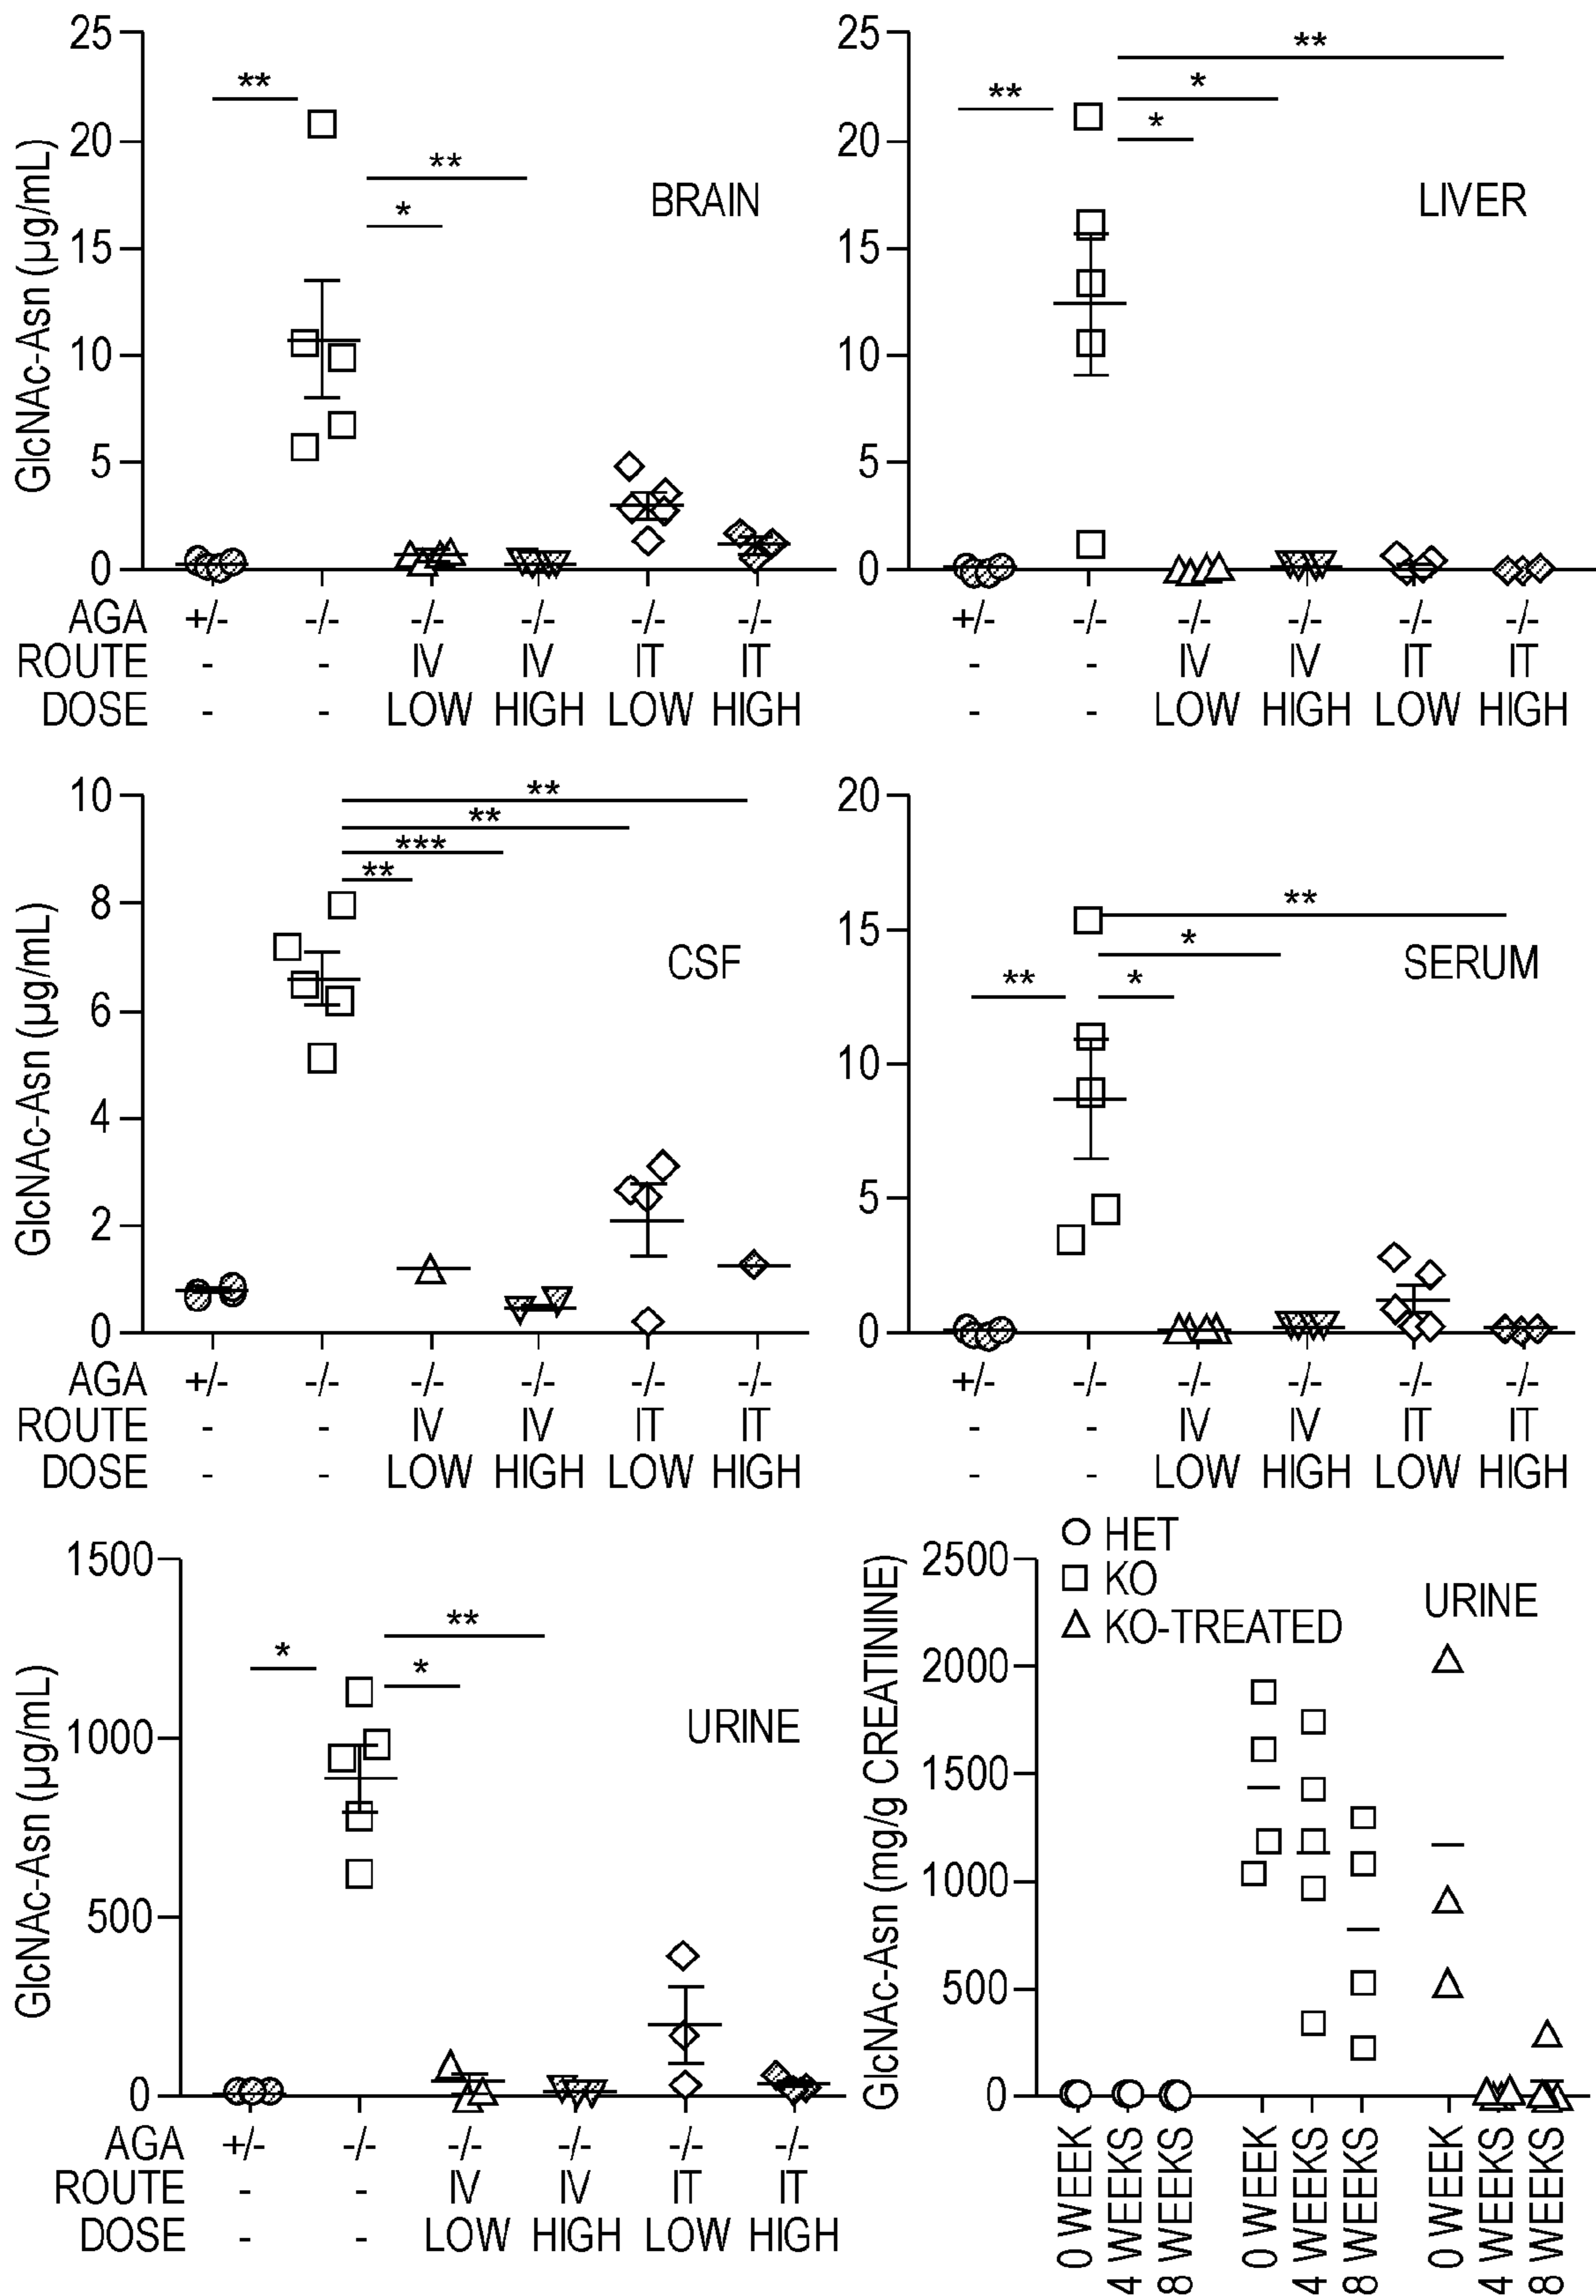 GlcNAc-Asn (µg/mL)
25
20
15
10
5
0
**
**
*
BRAIN
AGA +/- -/- -/- -/- -/- -/-
ROUTE - - IV IV IT IT
DOSE - - LOW HIGH LOW HIGH
25
20
15
10
5
0
**
**
*
*
LIVER
+/- -/- -/- -/- -/- -/-
- - IV IV IT IT
- - LOW HIGH LOW HIGH
GlcNAc-Asn (µg/mL)
10
8
6
4
2
0
**
**
***
**
CSF
AGA +/- -/- -/- -/- -/- -/-
ROUTE - - IV IV IT IT
DOSE - - LOW HIGH LOW HIGH
20
15
10
5
0
**
*
** *
SERUM
+/- -/- -/- -/- -/- -/-
- - IV IV IT IT
- - LOW HIGH LOW HIGH
GlcNAc-Asn (µg/mL)
1500
1000
500
0
**
* *
URINE
AGA +/- -/- -/- -/- -/- -/-
ROUTE - - IV IV IT IT
DOSE - - LOW HIGH LOW HIGH
GlcNAc-Asn (mg/g CREATININE)
2500
2000
1500
1000
500
0
HET
KO
KO-TREATED
URINE
0 WEEK
4 WEEKS
8 WEEKS
0 WEEK
4 WEEKS
8 WEEKS
0 WEEK
4 WEEKS
8 WEEKS